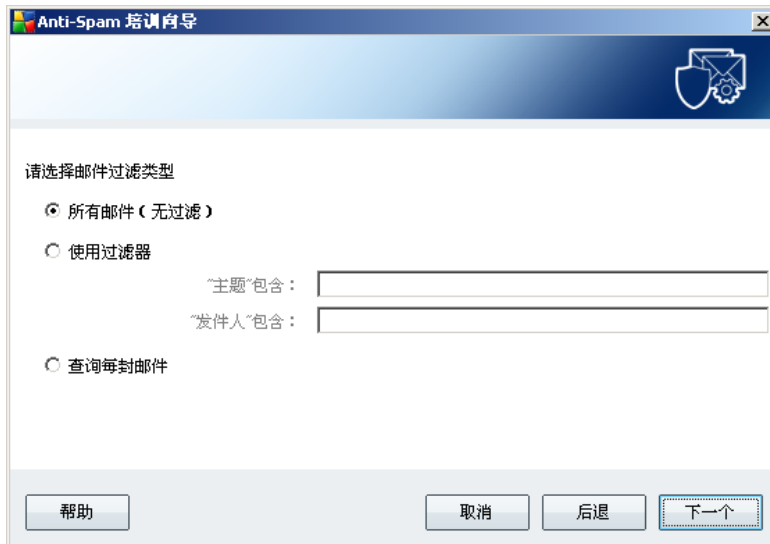 Anti-Spam 培训向导
请选择邮件过滤类型
所有邮件（无过滤）
使用过滤器
"主题"包含：
"发件人"包含：
查询每封邮件
帮助 取消 后退 下一个